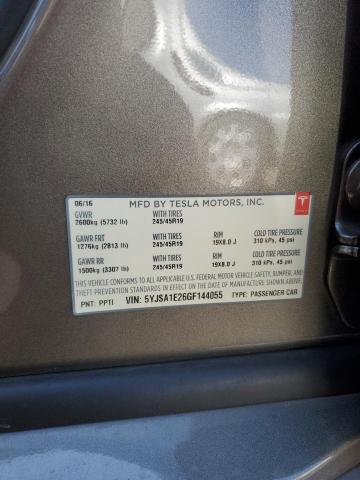 06/16 MFD BY TESLA MOTORS, INC.
GVWR WITH TIRES
2600kg (5732 lb) 245/45R19
GAWR FRT WITH TIRES RIM COLD TIRE PRESSURE
1276kg (2813 lb) 245/45R19 19X8.0 J 310 kPs, 45 psi
GAWR RR WITH TIRES RIM COLD TIRE PRESSURE
1500kg (3307 lb) 245/45R19 19X8.0 J 310 kPs, 45 psi
THIS VEHICLE CONFORMS TO ALL APPLICABLE U.S. FEDERAL MOTOR VEHICLE SAFETY, BUMPER, AND
THEFT PREVENTION STANDARDS IN EFFECT ON THE DATE OF MANUFACTURE SHOWN ABOVE.
PNT: PPTI VIN: 5YJSA1E26GF144055 TYPE: PASSENGER CAR